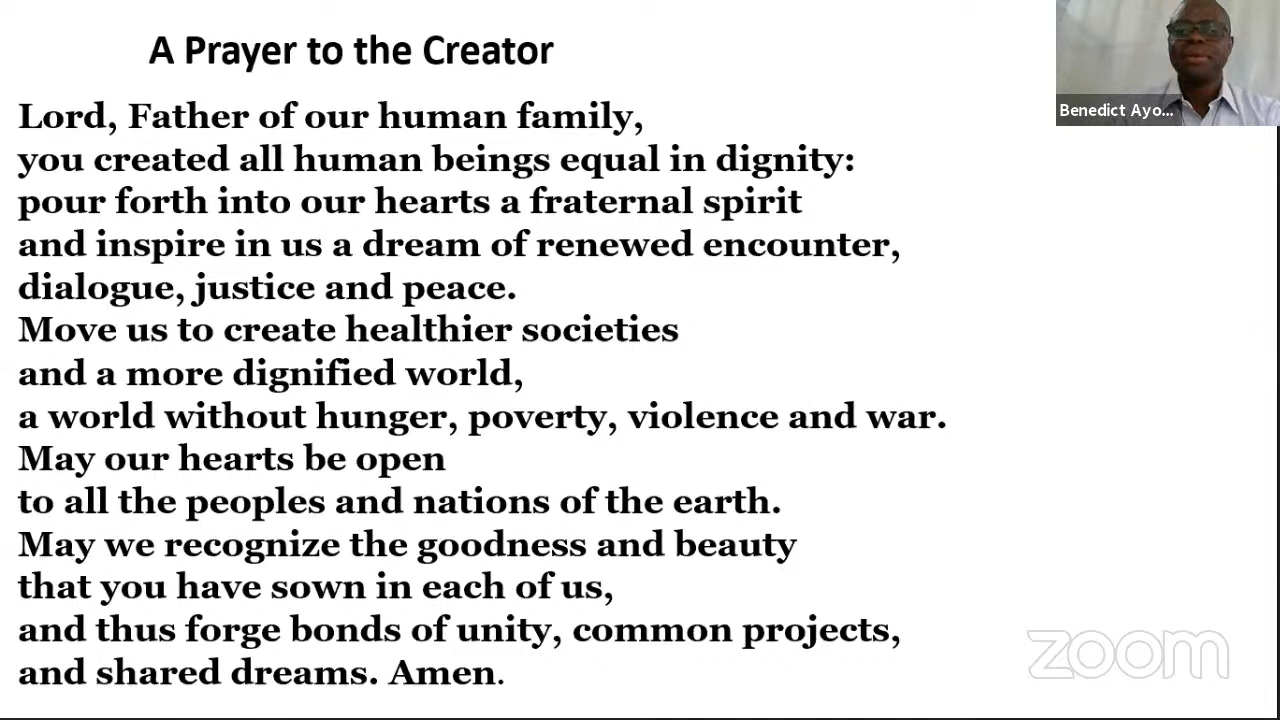 A Prayer to the Creator
Benedict Ayo...
Lord, Father of our human family,
you created all human beings equal in dignity:
pour forth into our hearts a fraternal spirit
and inspire in us a dream of renewed encounter,
dialogue, justice and peace.
Move us to create healthier societies
and a more dignified world,
a world without hunger, poverty, violence and war.
May our hearts be open
to all the peoples and nations of the earth.
May we recognize the goodness and beauty
that you have sown in each of us,
and thus forge bonds of unity, common projects,
and shared dreams. Amen.
zoom